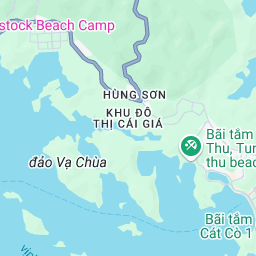 stock Beach Camp
HÙNG SƠN
KHU ĐÔ
THỊ CÁI GIÁ
Bãi tắm
Thu, Tun
thu beac
đảo Vạ Chùa
Bãi tắm
Cát Cò 1